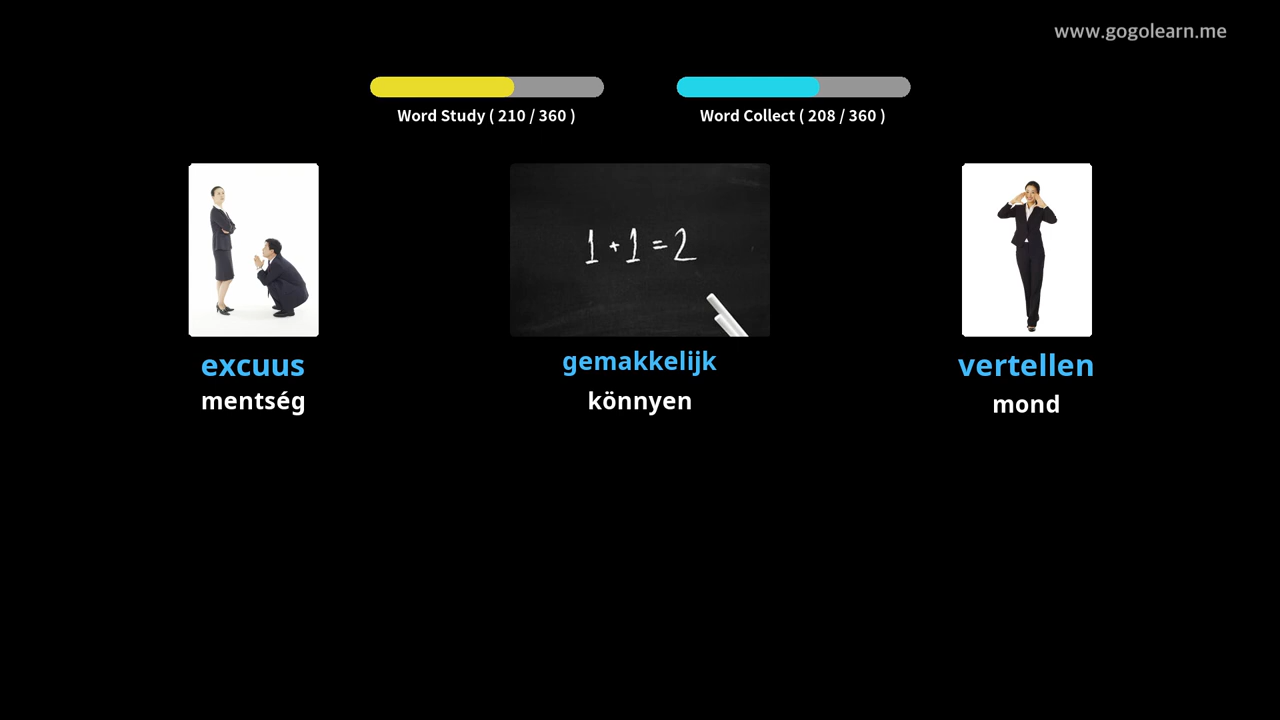 www.gogolearn.me
Word Study ( 210 / 360 )
Word Collect ( 208 / 360 )
1 + 1 = 2
excuus
mentség
gemakkelijk
könnyen
vertellen
mond